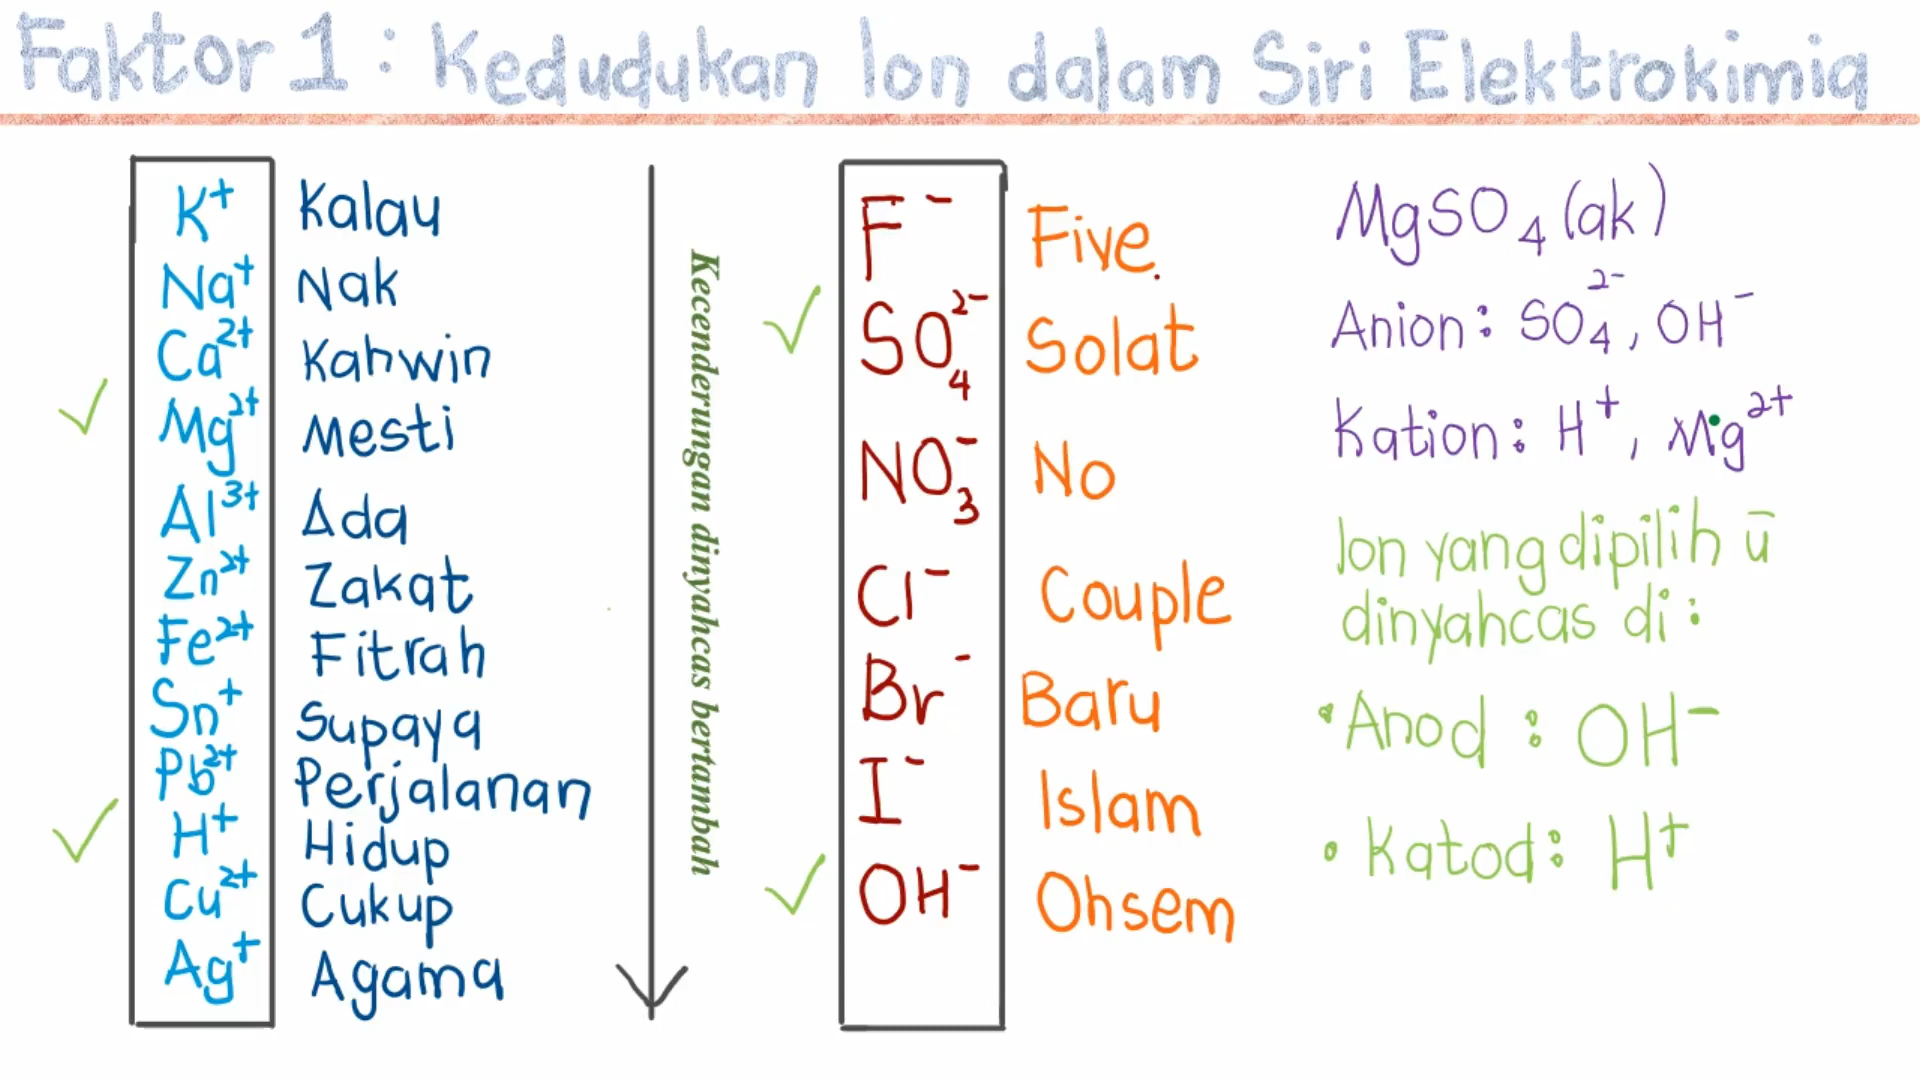 Faktor 1 : Kedudukan Ion dalam Siri Elektrokimia
K⁺ Kalau
Na⁺ Nak
Ca²⁺ Kahwin
Mg²⁺ Mesti
Al³⁺ Ada
Zn²⁺ Zakat
Fe²⁺ Fitrah
Sn⁺ Supaya
Pb²⁺ Perjalanan
H⁺ Hidup
Cu²⁺ Cukup
Ag⁺ Agama
Kecenderungan dinyahcas bertambah
F⁻ Five
SO₄²⁻ Solat
NO₃⁻ No
Cl⁻ Couple
Br⁻ Baru
I⁻ Islam
OH⁻ Ohsem
MgSO₄ (ak)
Anion : SO₄²⁻, OH⁻
Kation : H⁺, Mg²⁺
Ion yang dipilih ū
dinyahcas di :
• Anod : OH⁻
• Katod : H⁺